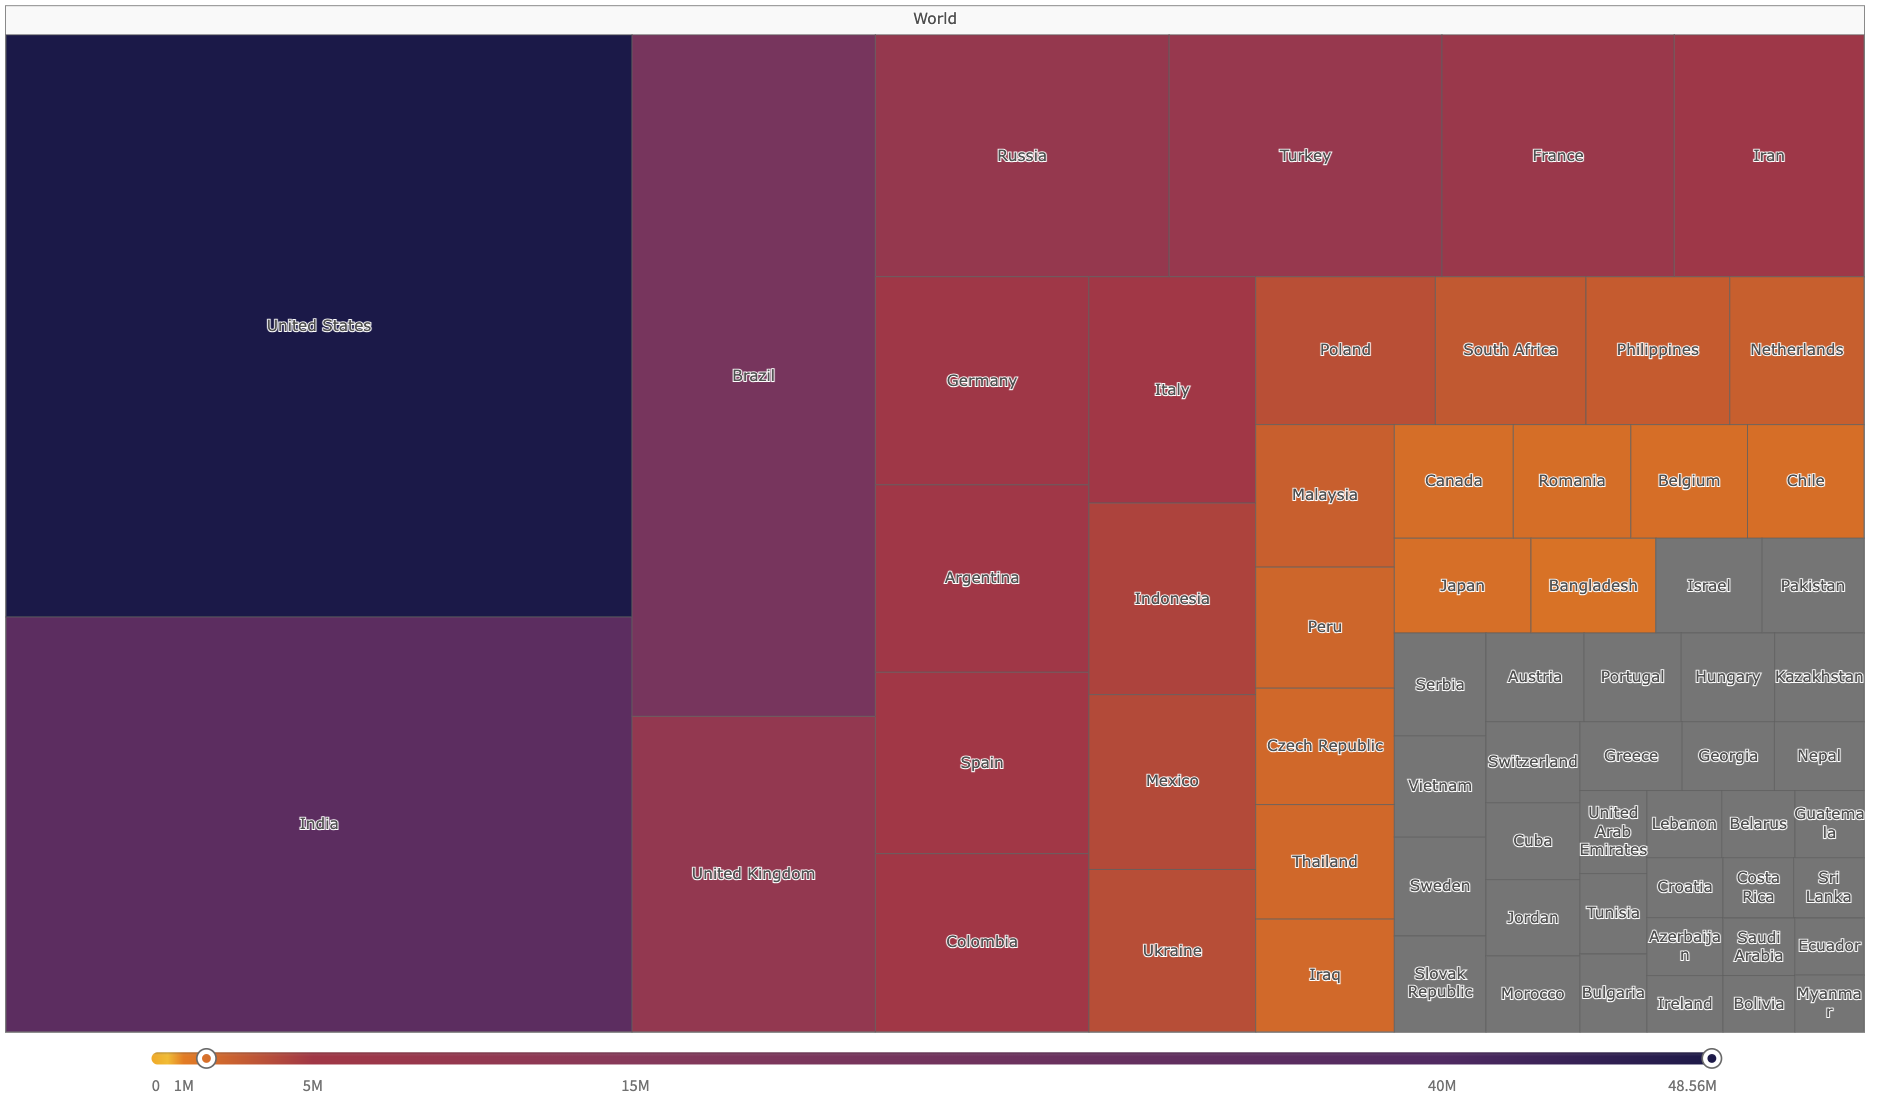 World
United States
India
Brazil
United Kingdom
Russia
Turkey
France
Iran
Germany
Argentina
Spain
Colombia
Italy
Indonesia
Mexico
Ukraine
Poland
South Africa
Philippines
Netherlands
Malaysia
Peru
Czech Republic
Thailand
Iraq
Canada
Romania
Belgium
Chile
Japan
Bangladesh
Israel
Pakistan
Serbia
Vietnam
Sweden
Slovak
Republic
Austria
Portugal
Hungary
Kazakhstan
Switzerland
Cuba
Jordan
Morocco
Greece
Georgia
Nepal
United
Arab
Emirates
Tunisia
Bulgaria
Lebanon
Belarus
Guatema
la
Croatia
Costa
Rica
Sri
Lanka
Azerbaija
n
Saudi
Arabia
Ecuador
Ireland
Bolivia
Myanma
r
0 1M 5M 15M 40M 48.56M